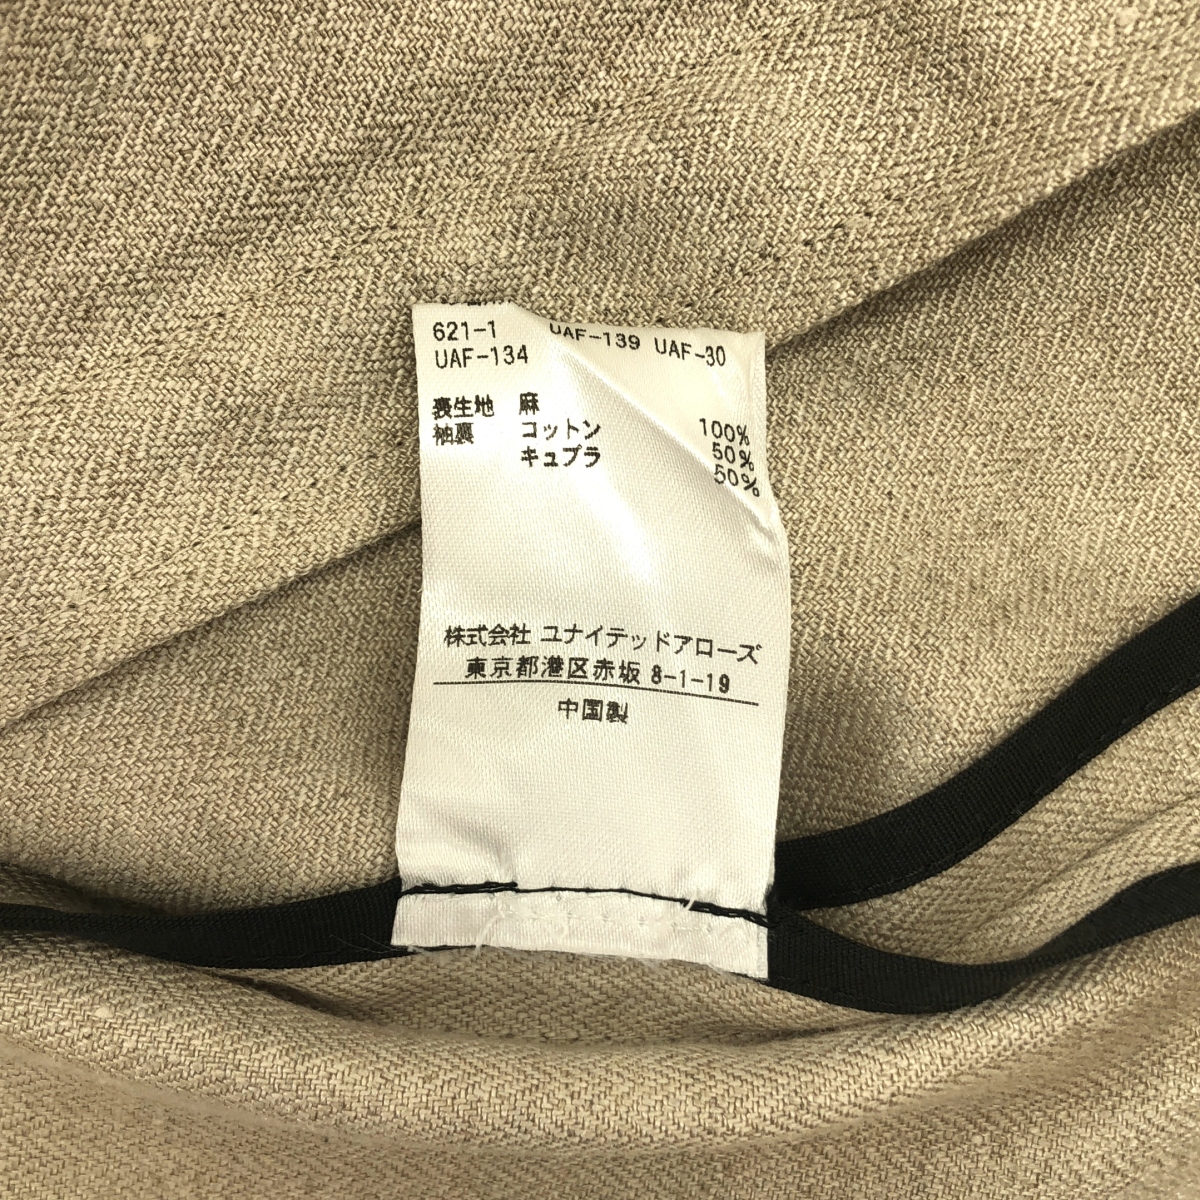 621-1 UAF-139 UAF-30
UAF-134
表生地 麻 100%
袖裏 コットン 50%
キュプラ 50%
株式会社 ユナイテッドアローズ
東京都港区赤坂 8-1-19
中国製